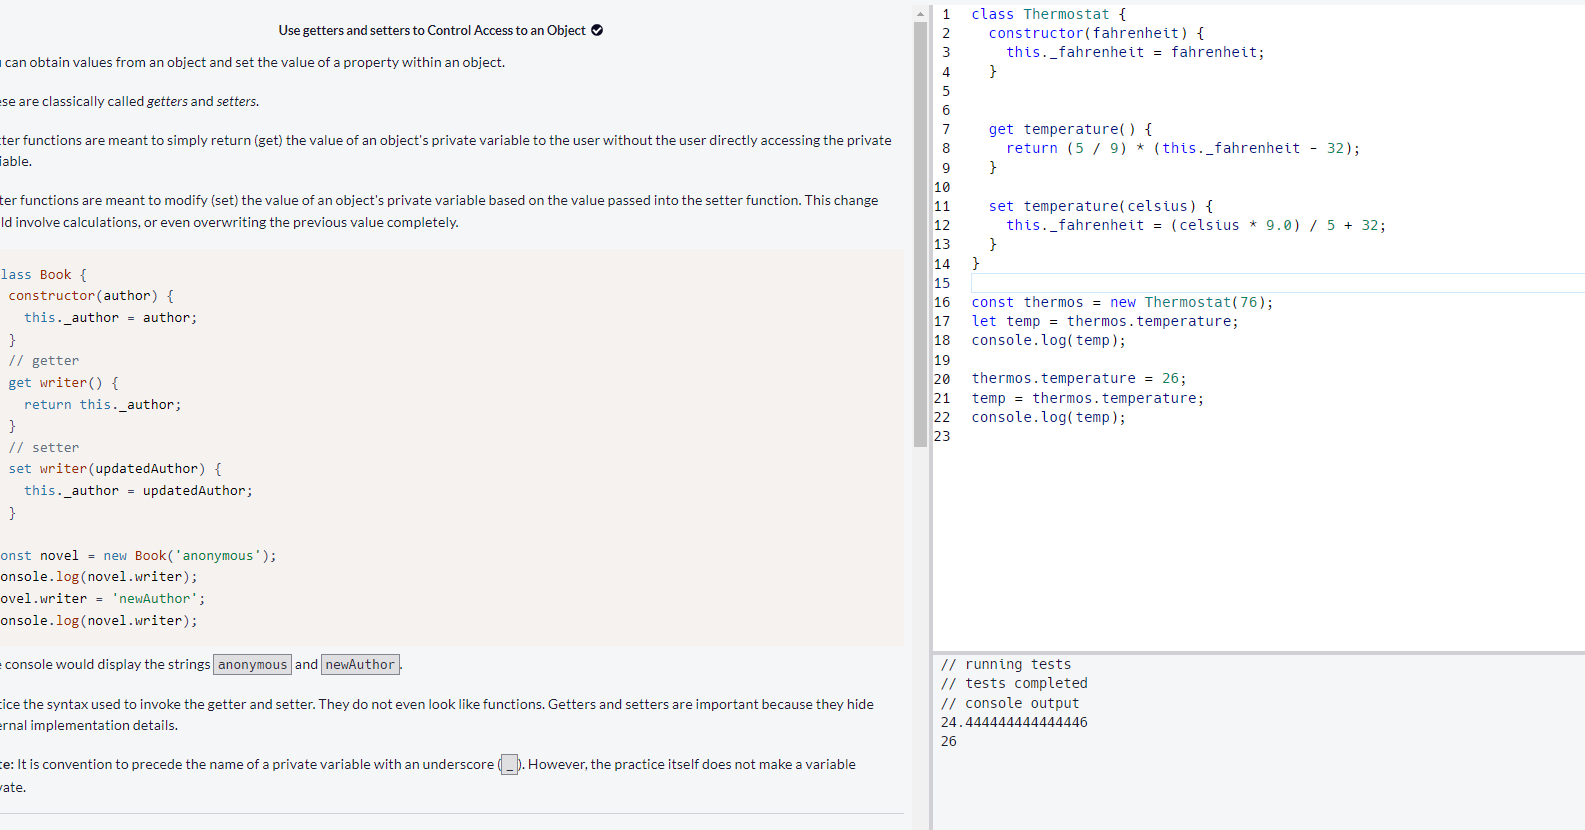 Use getters and setters to Control Access to an Object
can obtain values from an object and set the value of a property within an object.
se are classically called getters and setters.
ter functions are meant to simply return (get) the value of an object's private variable to the user without the user directly accessing the private
iable.
ter functions are meant to modify (set) the value of an object's private variable based on the value passed into the setter function. This change
ld involve calculations, or even overwriting the previous value completely.
lass Book {
constructor(author) {
this._author = author;
}
// getter
get writer() {
return this._author;
}
// setter
set writer(updatedAuthor) {
this._author = updatedAuthor;
}
onst novel = new Book('anonymous');
onsole.log(novel.writer);
ovel.writer = 'newAuthor';
onsole.log(novel.writer);
e console would display the strings anonymous and newAuthor.
ice the syntax used to invoke the getter and setter. They do not even look like functions. Getters and setters are important because they hide
ernal implementation details.
te: It is convention to precede the name of a private variable with an underscore (_). However, the practice itself does not make a variable
vate.
1 class Thermostat {
2 constructor(fahrenheit) {
3 this._fahrenheit = fahrenheit;
4 }
5
6
7 get temperature() {
8 return (5 / 9) * (this._fahrenheit - 32);
9 }
10
11 set temperature(celsius) {
12 this._fahrenheit = (celsius * 9.0) / 5 + 32;
13 }
14 }
15
16 const thermos = new Thermostat(76);
17 let temp = thermos.temperature;
18 console.log(temp);
19
20 thermos.temperature = 26;
21 temp = thermos.temperature;
22 console.log(temp);
23
// running tests
// tests completed
// console output
24.444444444444446
26